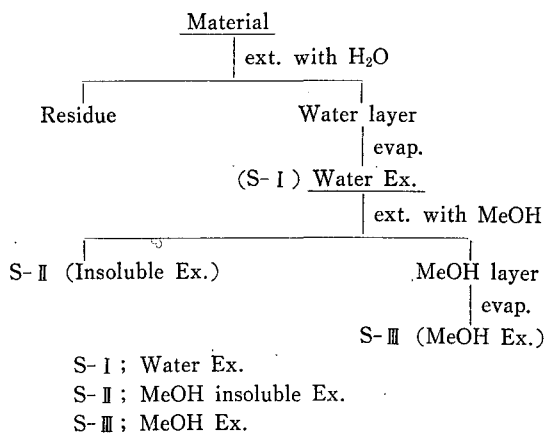 Material
ext. with H₂O
Residue Water layer
evap.
(S-Ⅰ) Water Ex.
ext. with MeOH
S-Ⅱ (Insoluble Ex.) MeOH layer
evap.
S-Ⅲ (MeOH Ex.)
S-Ⅰ; Water Ex.
S-Ⅱ; MeOH insoluble Ex.
S-Ⅲ; MeOH Ex.